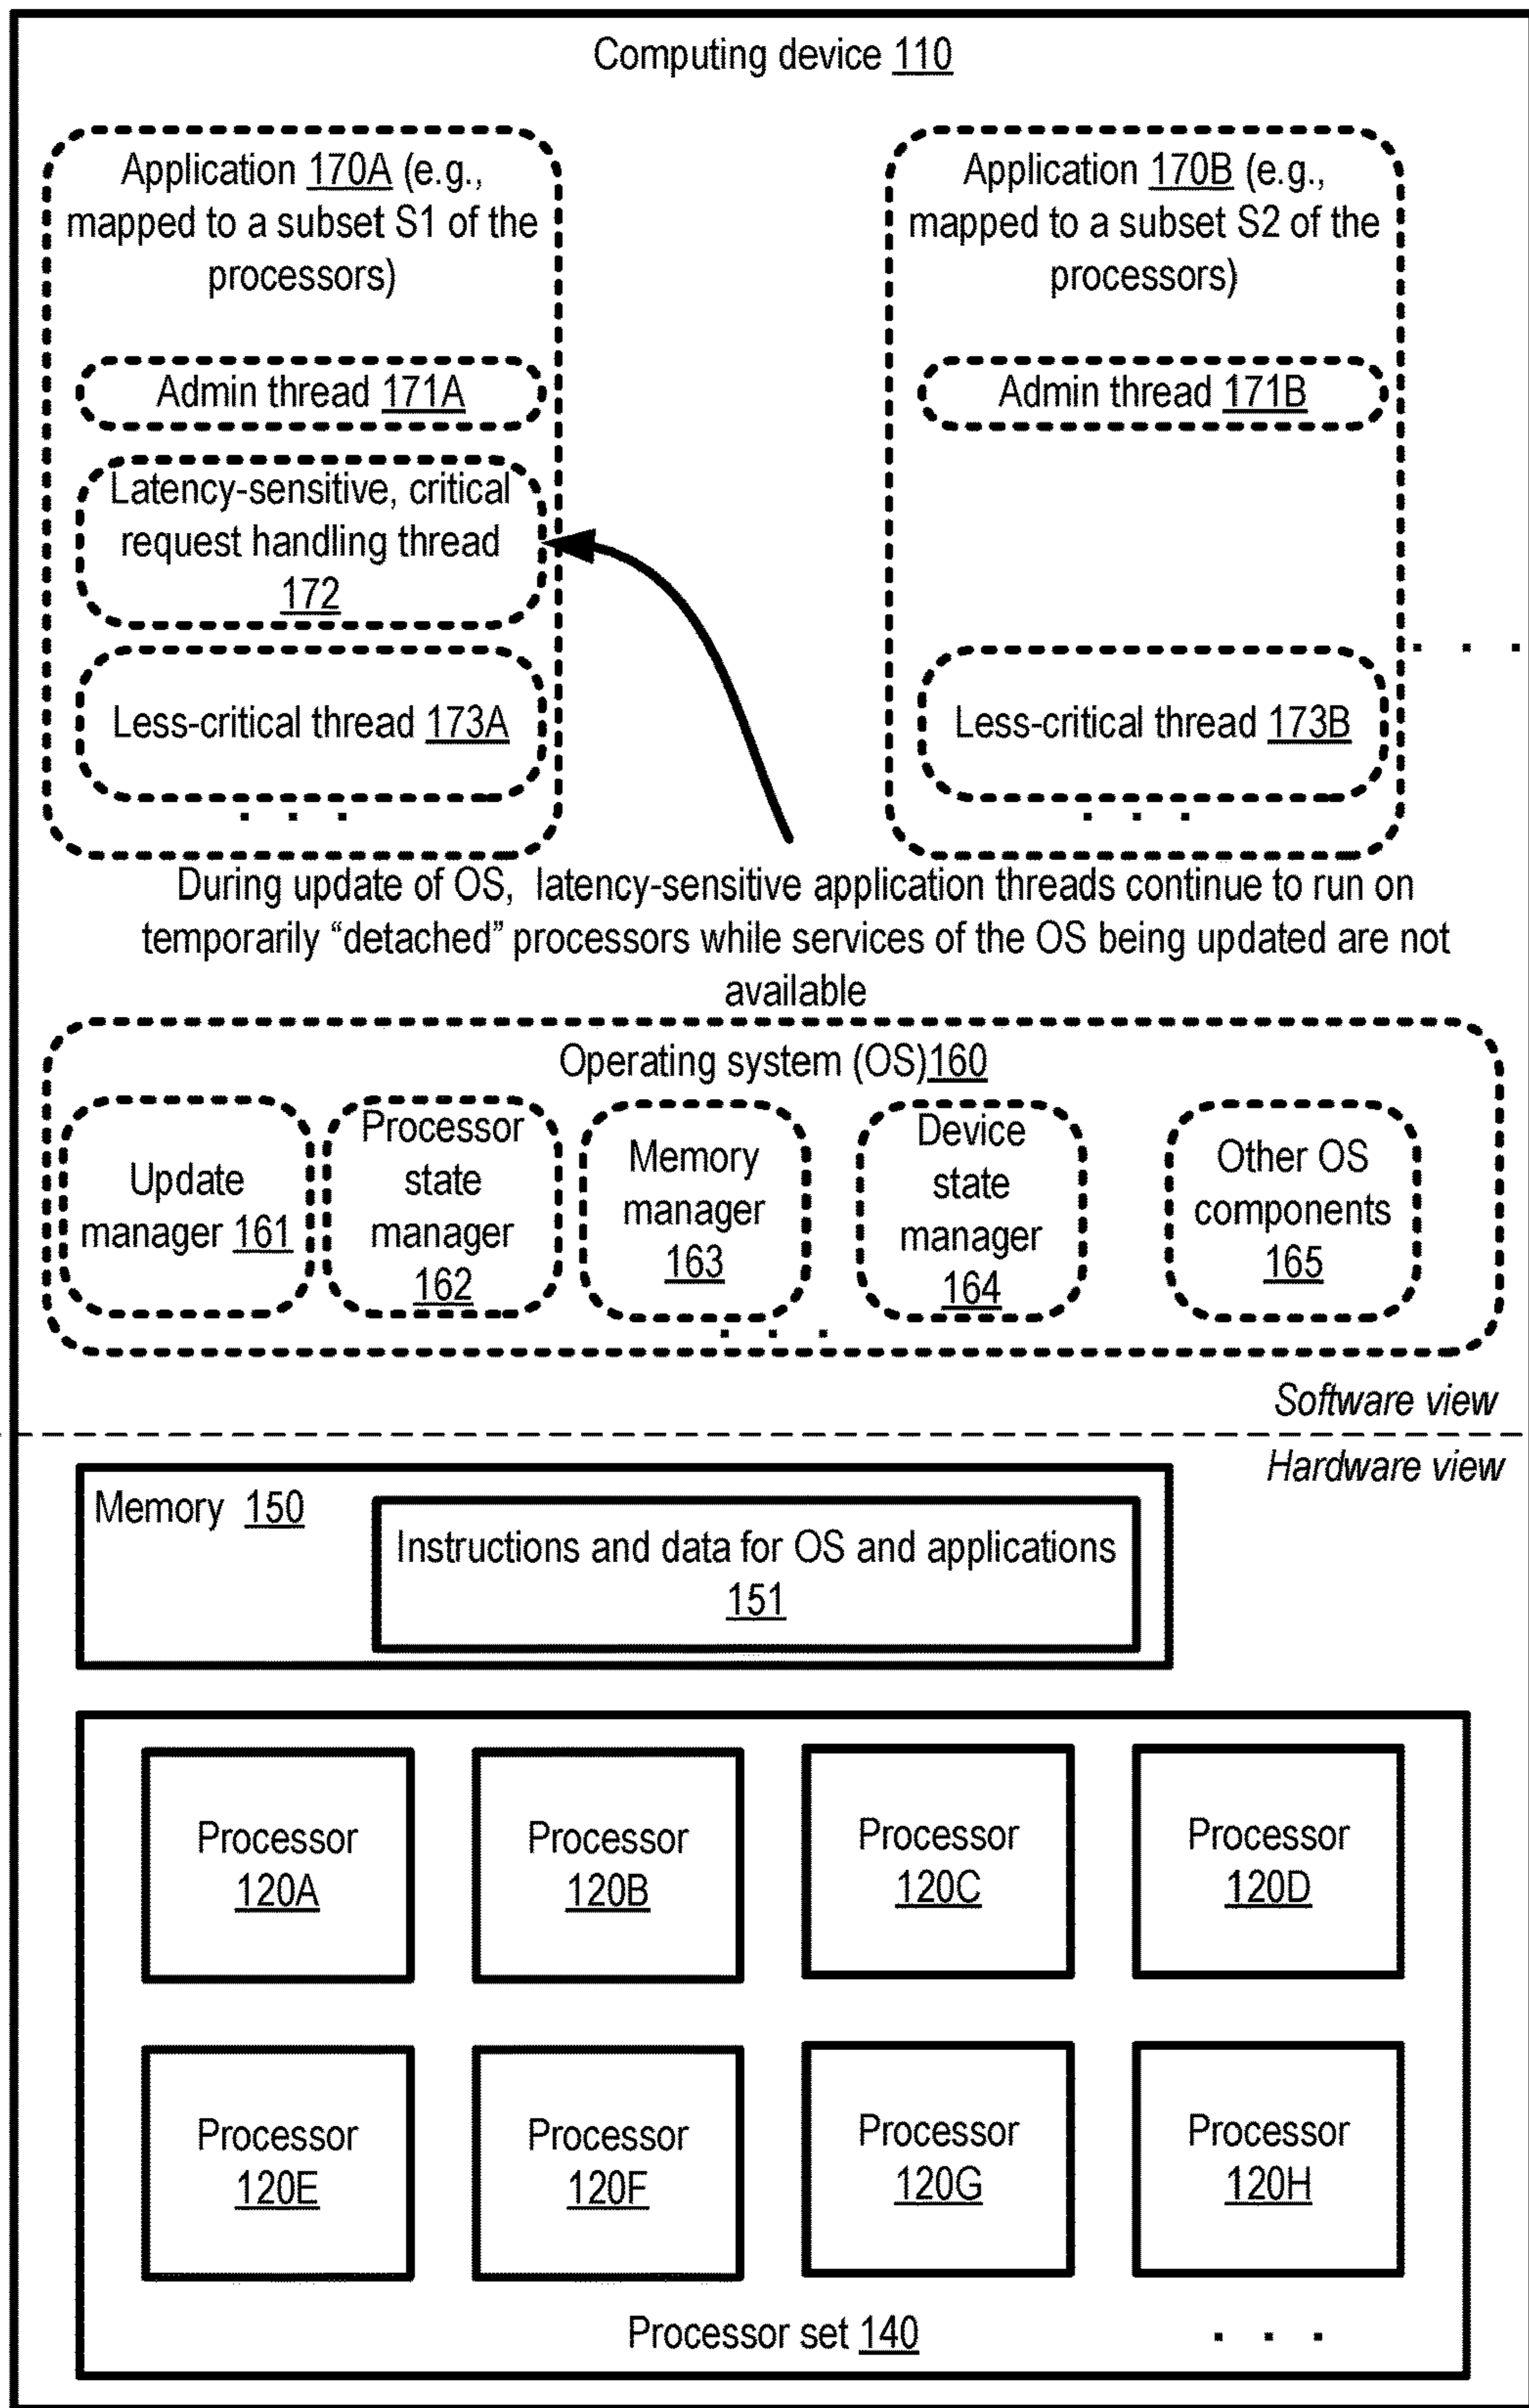 Computing device 110
Application 170A (e.g.,
mapped to a subset S1 of the
processors)
Admin thread 171A
Latency-sensitive, critical
request handling thread
172
Less-critical thread 173A
. . .
Application 170B (e.g.,
mapped to a subset S2 of the
processors)
Admin thread 171B
Less-critical thread 173B
. . .
. . .
During update of OS, latency-sensitive application threads continue to run on
temporarily “detached” processors while services of the OS being updated are not
available
Operating system (OS)160
Update
manager 161
Processor
state
manager
162
Memory
manager
163
Device
state
manager
164
Other OS
components
165
. . .
Software view
Hardware view
Memory 150
Instructions and data for OS and applications
151
Processor
120A
Processor
120B
Processor
120C
Processor
120D
Processor
120E
Processor
120F
Processor
120G
Processor
120H
Processor set 140
. . .